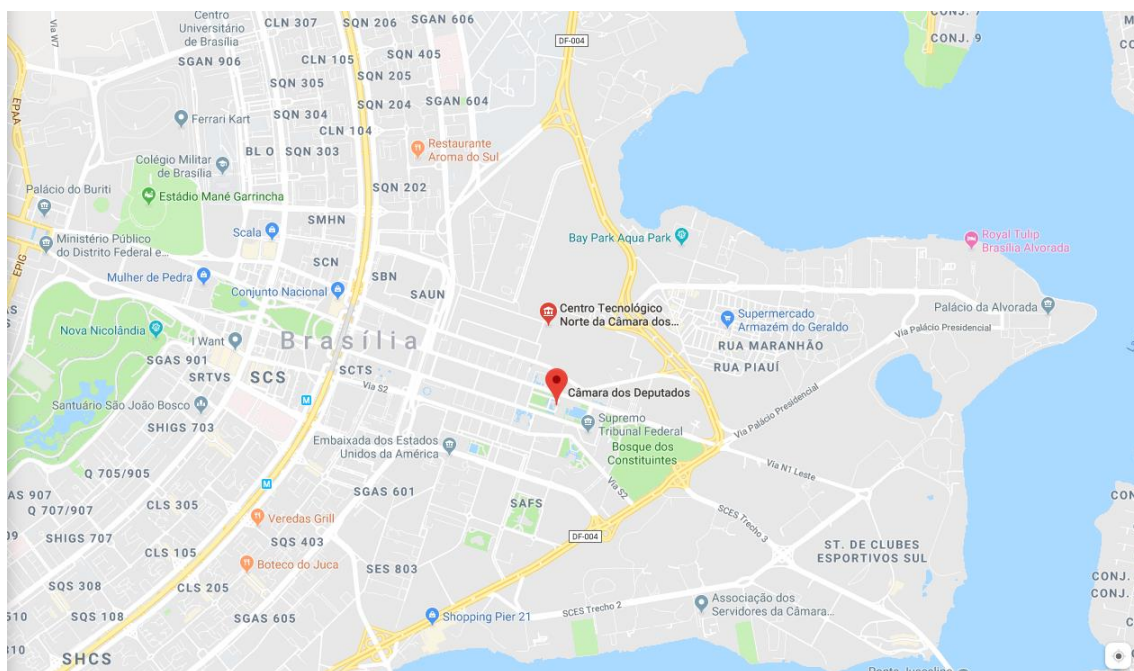 Via W7
Centro
Universitário
de Brasília
CLN 307
SQN 206
SGAN 606
CONJ. 7
CONJ. 9
DF-004
SGAN 906
CLN 105
SQN 405
SQN 305
SQN 205
EPAA
SQN 204
SGAN 604
Ferrari Kart
SQN 304
CLN 104
BL O
SQN 303
Restaurante
Aroma do Sul
Colégio Militar
de Brasília
Palácio do Buriti
Estádio Mané Garrincha
SQN 202
SMHN
Scala
Ministério Público
do Distrito Federal e...
Bay Park Aqua Park
Royal Tulip
Brasília Alvorada
EPIG
SCN
SBN
Mulher de Pedra
Conjunto Nacional
SAUN
Centro Tecnológico
Norte da Câmara dos...
Palácio da Alvorada
Supermercado
Armazém do Geraldo
Nova Nicolândia
I Want
Brasília
Via Palácio Presidencial
RUA MARANHÃO
SGAS 901
SRTVS
SCS
SCTS
RUA PIAUÍ
Via S2
Câmara dos Deputados
Santuário São João Bosco
M
SHIGS 703
Supremo
Tribunal Federal
Via Palácio Presidencial
Embaixada dos Estados
Unidos da América
Bosque dos
Constituintes
Q 705/905
Via N1 Leste
M
SGAS 601
Via S2
AS 907
Q 707/907
CLS 305
SAFS
SCES Trecho 3
Veredas Grill
SHIGS 707
SQS 403
DF-004
CLS 105
ST. DE CLUBES
ESPORTIVOS SUL
Boteco do Juca
SES 803
SQS 308
CLS 205
CONJ.
CONJ.
SQS 108
SGAS 605
Shopping Pier 21
SCES Trecho 2
Associação dos
Servidores da Câmara...
SHCS